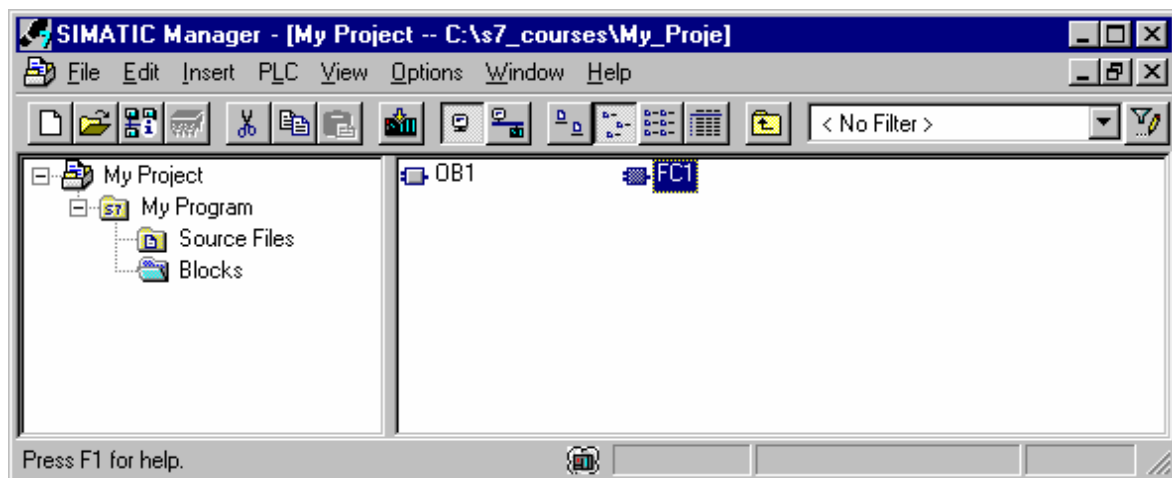 SIMATIC Manager - [My Project -- C:\s7_courses\My_Proje]
File Edit Insert PLC View Options Window Help
< No Filter >
My Project
My Program
Source Files
Blocks
OB1 FC1
Press F1 for help.